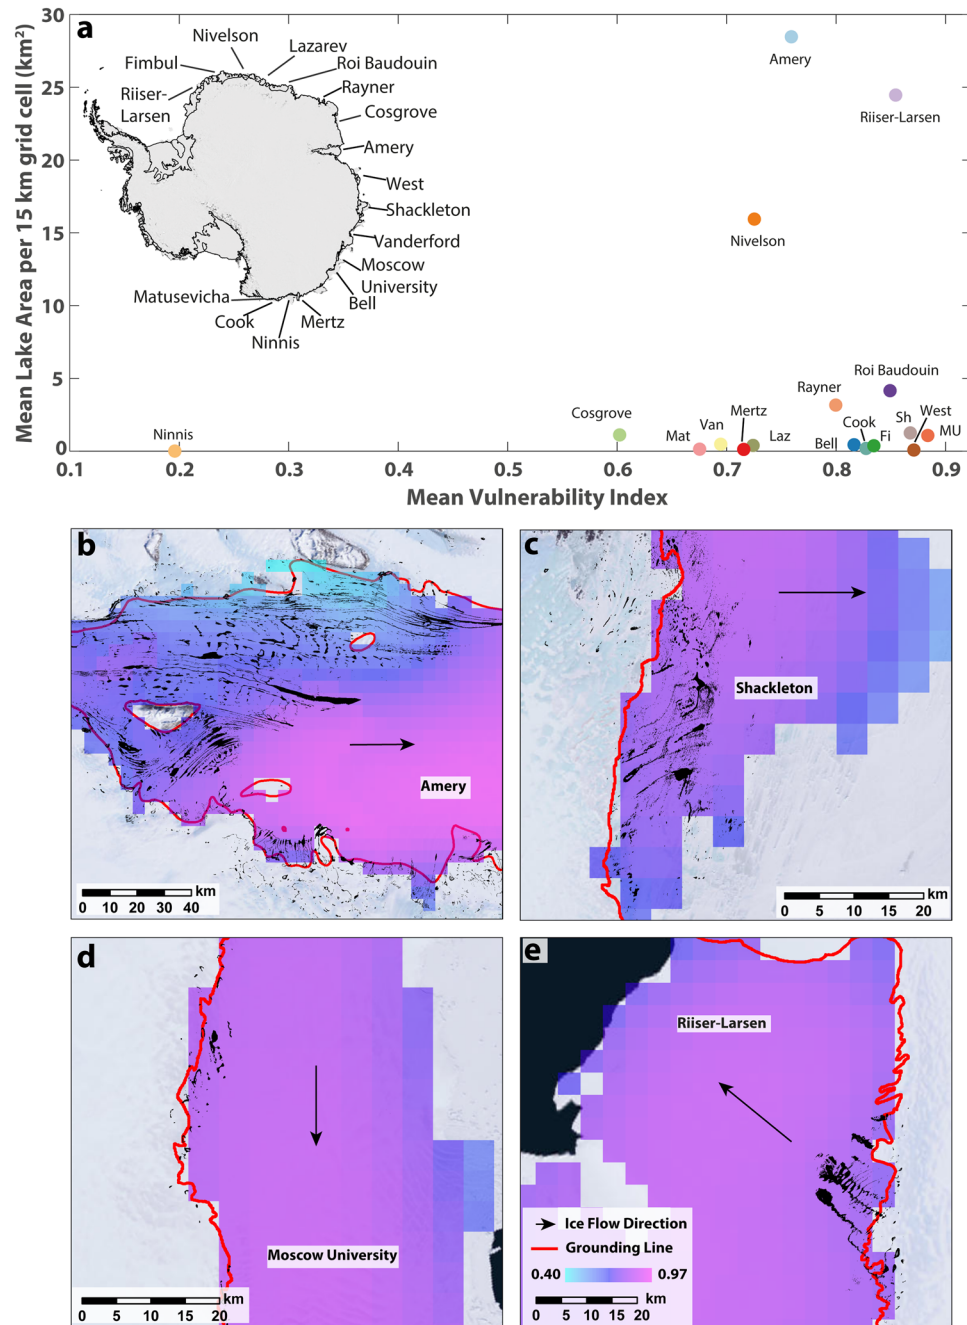 a
Mean Lake Area per 15 km grid cell (km²)
30
25
20
15
10
5
0
0.1
0.2
0.3
0.4
0.5
0.6
0.7
0.8
0.9
Mean Vulnerability Index
Nivelson
Lazarev
Fimbul
Roi Baudouin
Riiser-
Larsen
Rayner
Cosgrove
Amery
West
Shackleton
Vanderford
Moscow
University
Bell
Matusevicha
Cook
Mertz
Ninnis
Amery
Riiser-Larsen
Nivelson
Roi Baudouin
Rayner
Cosgrove
Mertz
Sh
West
Van
Cook
Mat
Laz
Bell
Fi
MU
Ninnis
b
Amery
km
0 10 20 30 40
c
Shackleton
km
0 5 10 15 20
d
Moscow University
km
0 5 10 15 20
e
Riiser-Larsen
Ice Flow Direction
Grounding Line
0.40 0.97
km
0 5 10 15 20